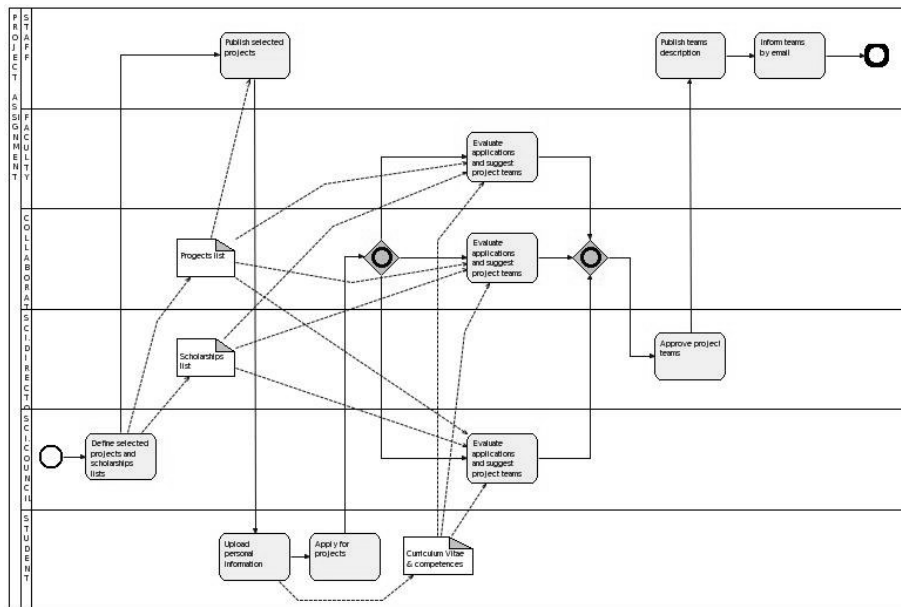 PROJECT ASSIGNMENT
STAFF
Publish selected
projects
Publish teams
description
Inform teams
by email
FACULTY
Evaluate
applications
and suggest
project teams
COLLABORAT
Progects list
Evaluate
applications
and suggest
project teams
SCI.DIRECTO
Scholarships
list
Approve project
teams
SCI.COUNCIL
Define selected
projects and
scholarships
lists
Evaluate
applications
and suggest
project teams
STUDENT
Upload
personal
information
Apply for
projects
Curriculum Vitae
& competences